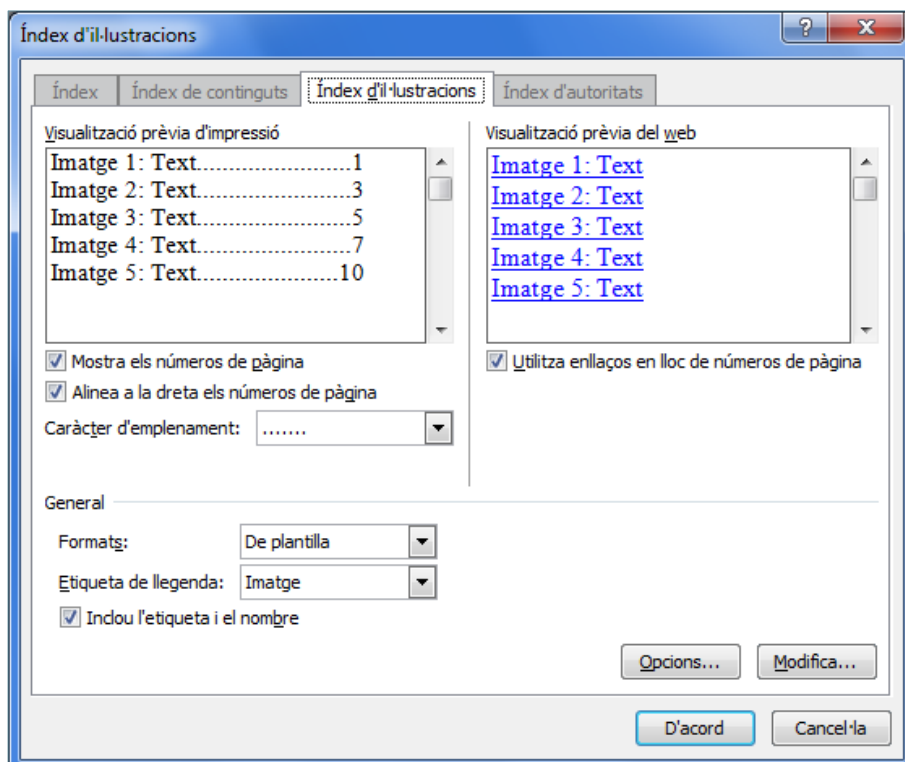 Índex d'il·lustracions
Índex Índex de continguts Índex d'il·lustracions Índex d'autoritats
Visualització prèvia d'impressió
Imatge 1: Text............................1
Imatge 2: Text............................3
Imatge 3: Text............................5
Imatge 4: Text............................7
Imatge 5: Text..........................10
Mostra els números de pàgina
Alinea a la dreta els números de pàgina
Caràcter d'emplenament: .......
Visualització prèvia del web
Imatge 1: Text
Imatge 2: Text
Imatge 3: Text
Imatge 4: Text
Imatge 5: Text
Utilitza enllaços en lloc de números de pàgina
General
Formats: De plantilla
Etiqueta de llegenda: Imatge
Inclou l'etiqueta i el nombre
Opcions... Modifica...
D'acord Cancel·la